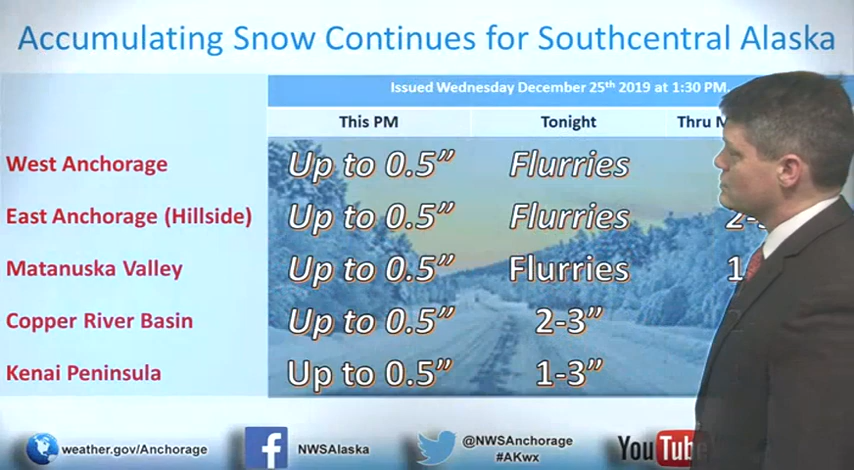 Accumulating Snow Continues for Southcentral Alaska
Issued Wednesday December 25th 2019 at 1:30 PM.
This PM Tonight Thru
West Anchorage Up to 0.5” Flurries
East Anchorage (Hillside) Up to 0.5” Flurries
Matanuska Valley Up to 0.5” Flurries
Copper River Basin Up to 0.5” 2-3”
Kenai Peninsula Up to 0.5” 1-3”
weather.gov/Anchorage NWSAlaska @NWSAnchorage
#AKwx
YouTube